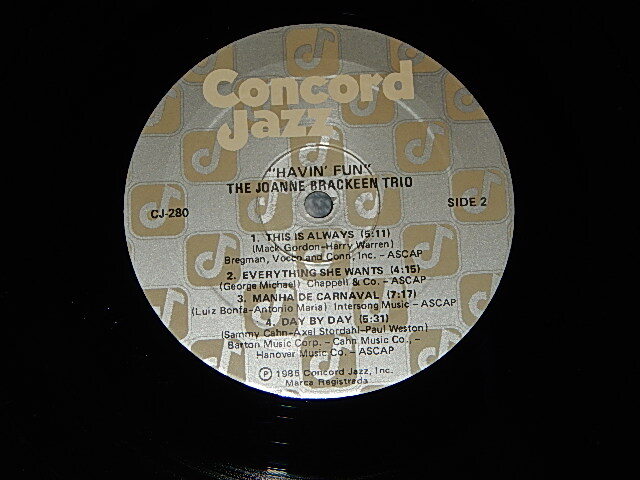 Concord
Jazz
"HAVIN' FUN"
THE JOANNE BRACKEEN TRIO
CJ-280
SIDE 2
1. THIS IS ALWAYS (5:11)
(Mack Gordon-Harry Warren)
Bregman, Vocco and Conn, Inc. - ASCAP
2. EVERYTHING SHE WANTS (4:15)
(George Michael) Chappell & Co. - ASCAP
3. MANHA DE CARNAVAL (7:17)
(Luiz Bonfa-Antonio Maria) Intersong Music - ASCAP
4. DAY BY DAY (5:31)
(Sammy Cahn-Axel Stordahl-Paul Weston)
Barton Music Corp. - Cahn Music Co., -
Hanover Music Co. - ASCAP
℗ 1985 Concord Jazz, Inc.
Marca Registrada